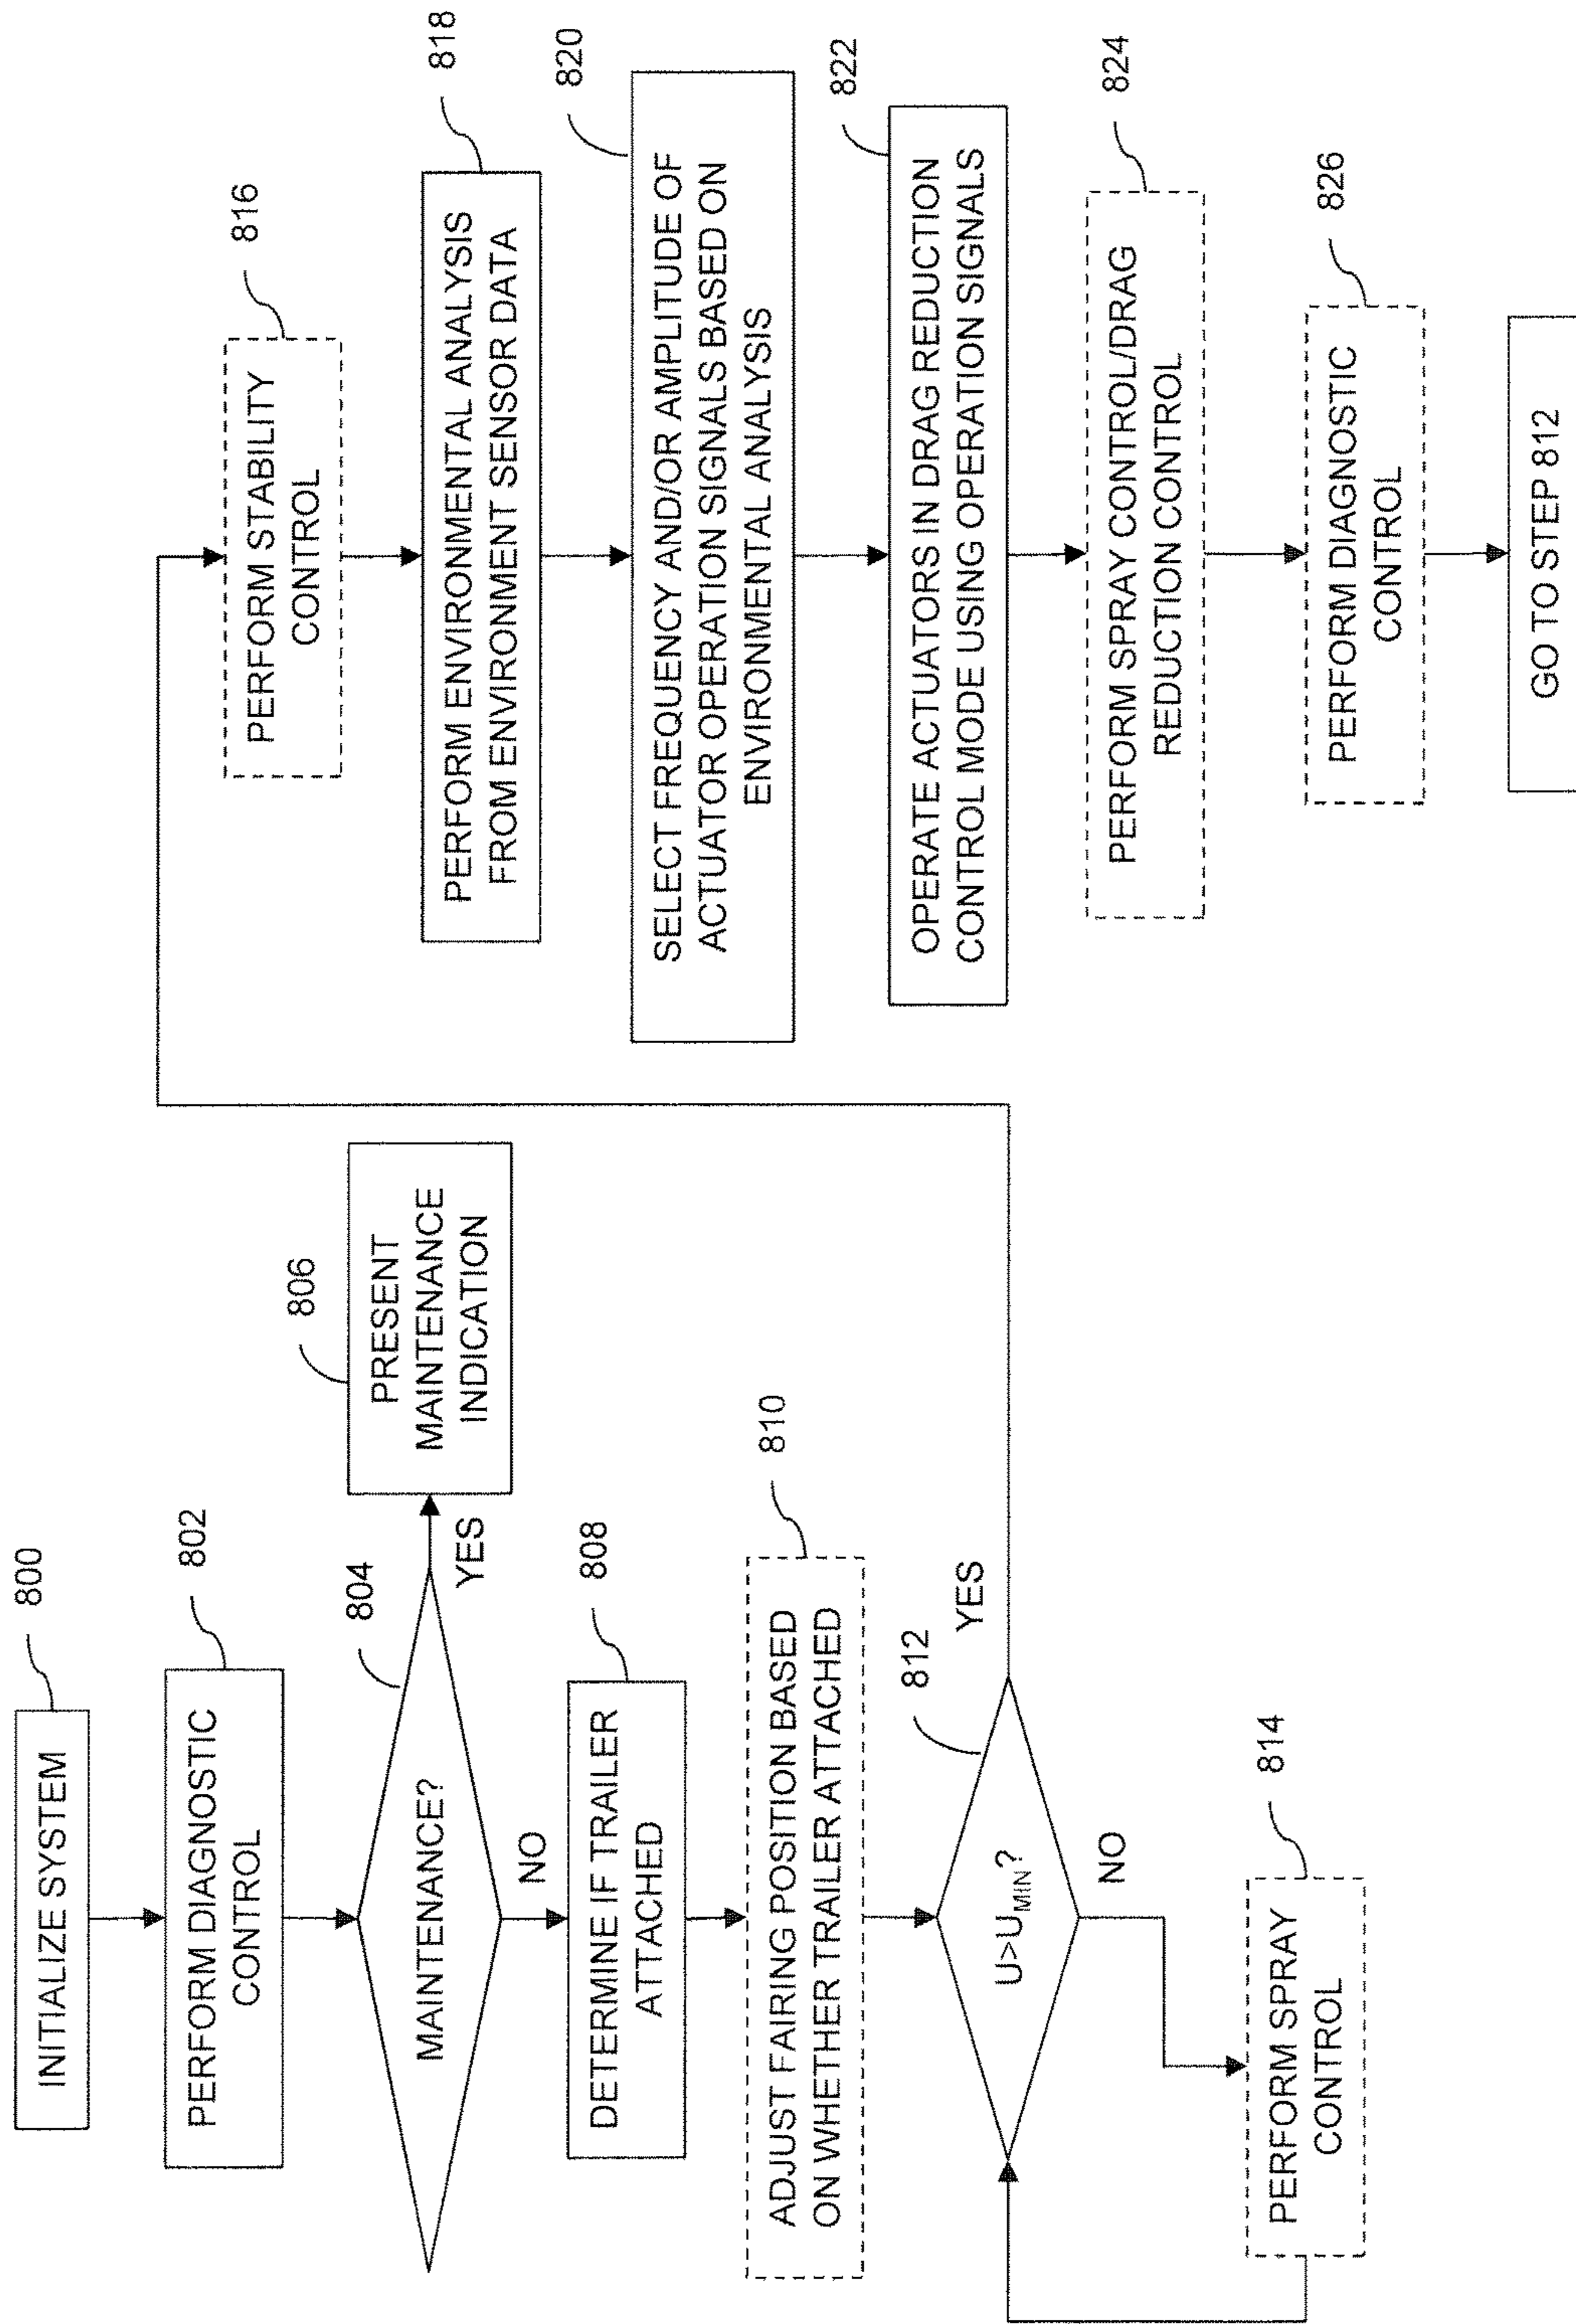 800
INITIALIZE SYSTEM
802
PERFORM DIAGNOSTIC
CONTROL
804
MAINTENANCE?
YES
806
PRESENT
MAINTENANCE
INDICATION
NO
808
DETERMINE IF TRAILER
ATTACHED
810
ADJUST FAIRING POSITION BASED
ON WHETHER TRAILER ATTACHED
812
U>U_MIN?
YES
NO
814
PERFORM SPRAY
CONTROL
816
PERFORM STABILITY
CONTROL
818
PERFORM ENVIRONMENTAL ANALYSIS
FROM ENVIRONMENT SENSOR DATA
820
SELECT FREQUENCY AND/OR AMPLITUDE OF
ACTUATOR OPERATION SIGNALS BASED ON
ENVIRONMENTAL ANALYSIS
822
OPERATE ACTUATORS IN DRAG REDUCTION
CONTROL MODE USING OPERATION SIGNALS
824
PERFORM SPRAY CONTROL/DRAG
REDUCTION CONTROL
826
PERFORM DIAGNOSTIC
CONTROL
GO TO STEP 812